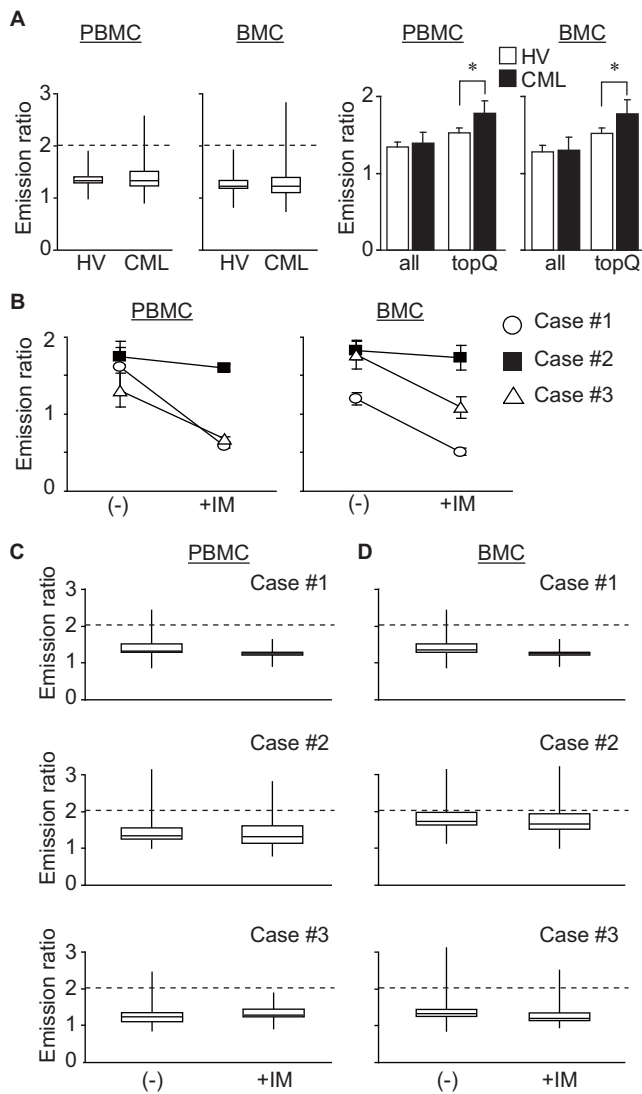 A
PBMC
BMC
PBMC
BMC
HV
CML
Emission ratio
3
2
1
0
HV CML
HV CML
Emission ratio
2
1
0
*
*
all topQ
all topQ
B
PBMC
BMC
Case #1
Case #2
Case #3
Emission ratio
2
1
0
(-) +IM
(-) +IM
C
PBMC
D
BMC
Case #1
Case #1
Emission ratio
3
2
1
0
Case #2
Case #2
Emission ratio
3
2
1
0
Case #3
Case #3
Emission ratio
3
2
1
0
(-) +IM
(-) +IM